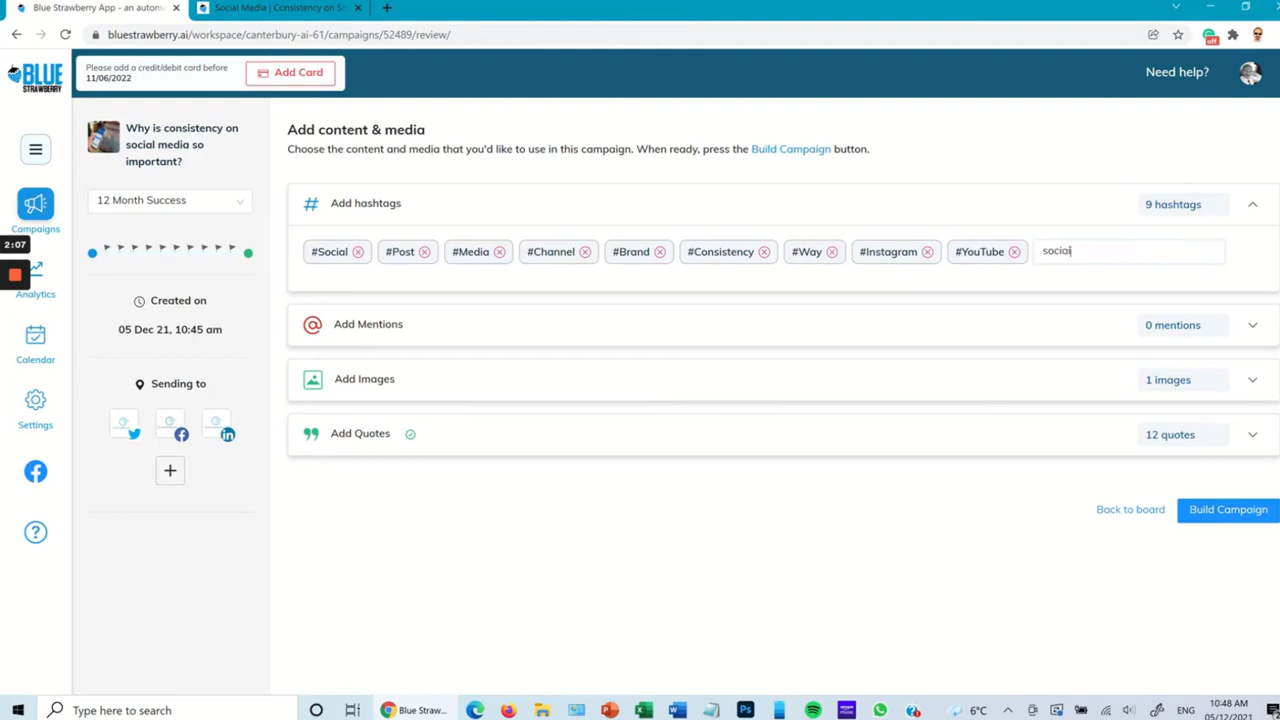 Blue Strawberry App - an autom
Social Media | Consistency on So
bluestrawberry.ai/workspace/canterbury-ai-61/campaigns/52489/review/
off
BLUE
STRAWBERRY
Please add a credit/debit card before
11/06/2022
Add Card
Need help?
Why is consistency on
social media so
important?
12 Month Success
Created on
05 Dec 21, 10:45 am
Sending to
Campaigns
2:07
Analytics
Calendar
Settings
Add content & media
Choose the content and media that you'd like to use in this campaign. When ready, press the Build Campaign button.
Add hashtags
9 hashtags
#Social
#Post
#Media
#Channel
#Brand
#Consistency
#Way
#Instagram
#YouTube
social
Add Mentions
0 mentions
Add Images
1 images
Add Quotes
12 quotes
Back to board
Build Campaign
Type here to search
Blue Straw...
Ps
6°C
ENG
10:48 AM
05/12/2021